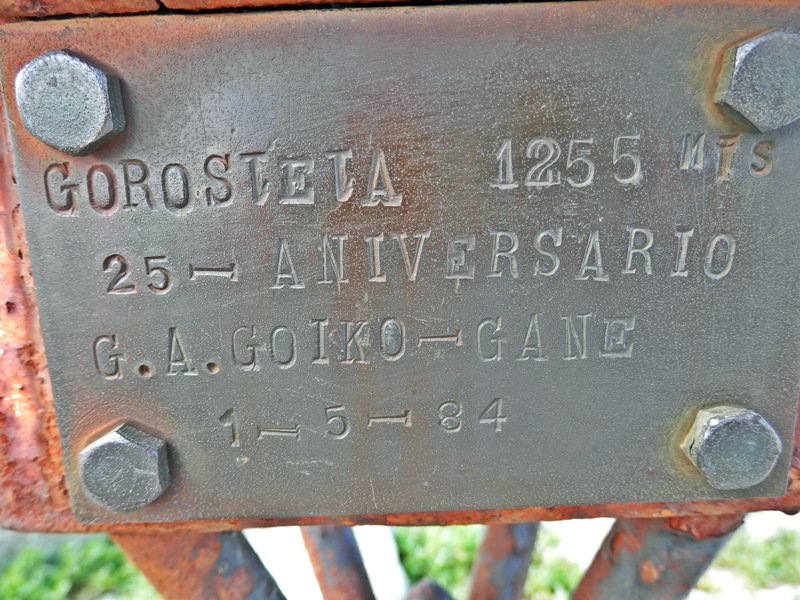 GOROSTETA 1255 MTS
25-ANIVERSARIO
G.A.GOIKO-GANE
1-5-84